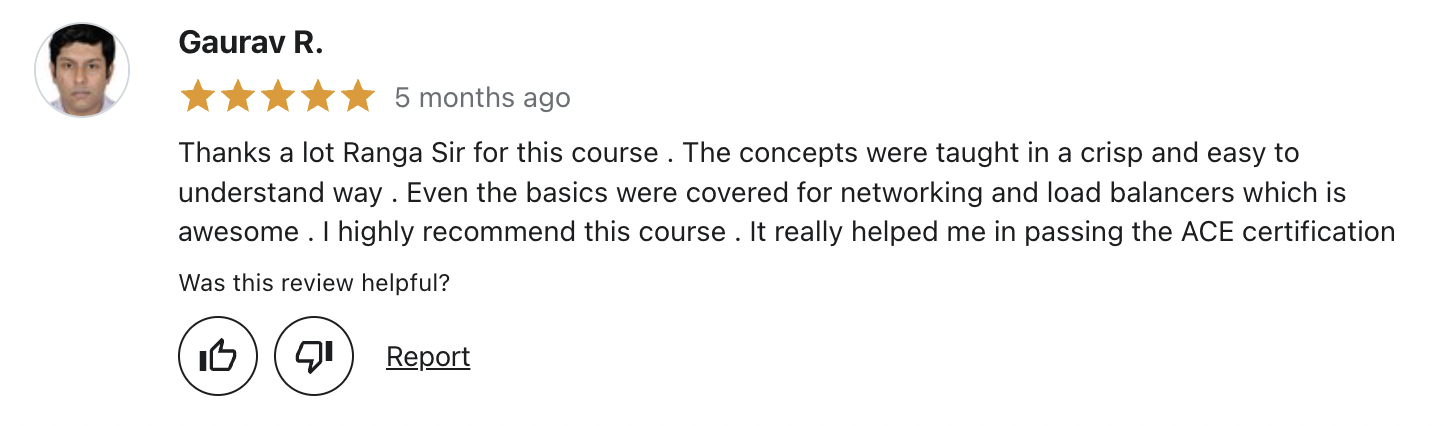 Gaurav R.
5 months ago
Thanks a lot Ranga Sir for this course . The concepts were taught in a crisp and easy to
understand way . Even the basics were covered for networking and load balancers which is
awesome . I highly recommend this course . It really helped me in passing the ACE certification
Was this review helpful?
Report